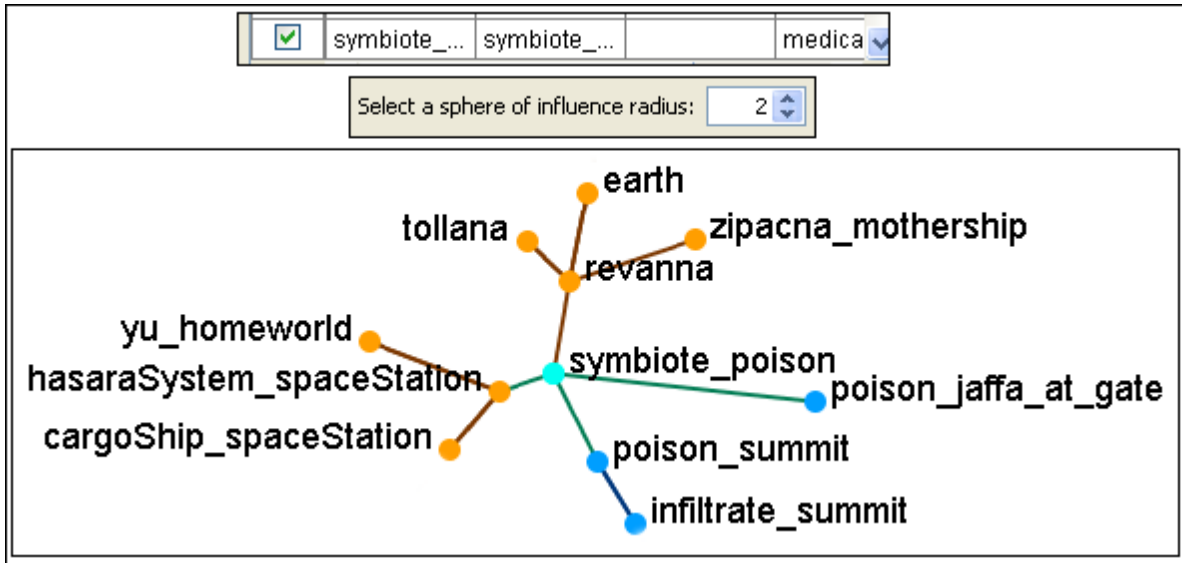 symbiote_... symbiote_... medica
Select a sphere of influence radius: 2
earth
tollana
zipacna_mothership
revanna
yu_homeworld
symbiote_poison
hasaraSystem_spaceStation
poison_jaffa_at_gate
cargoShip_spaceStation
poison_summit
infiltrate_summit